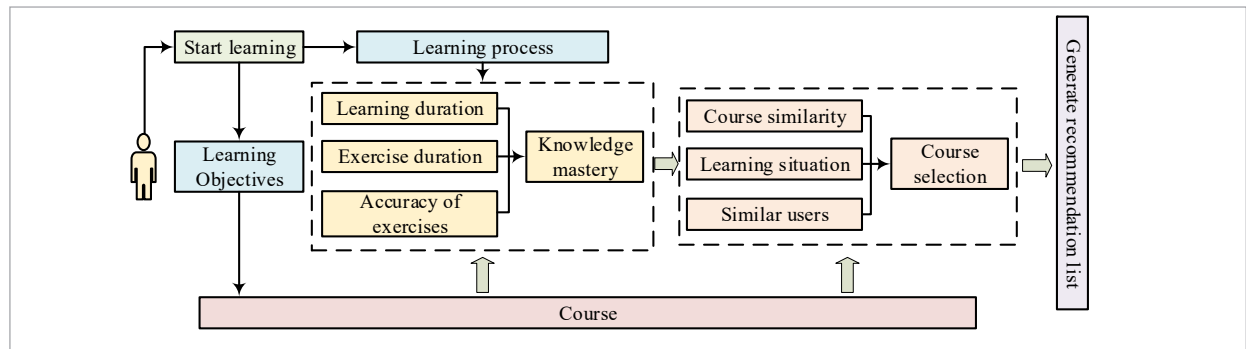 Start learning
Learning process
Learning
Objectives
Learning duration
Exercise duration
Accuracy of
exercises
Knowledge
mastery
Course similarity
Learning situation
Similar users
Course
selection
Generate recommendation list
Course